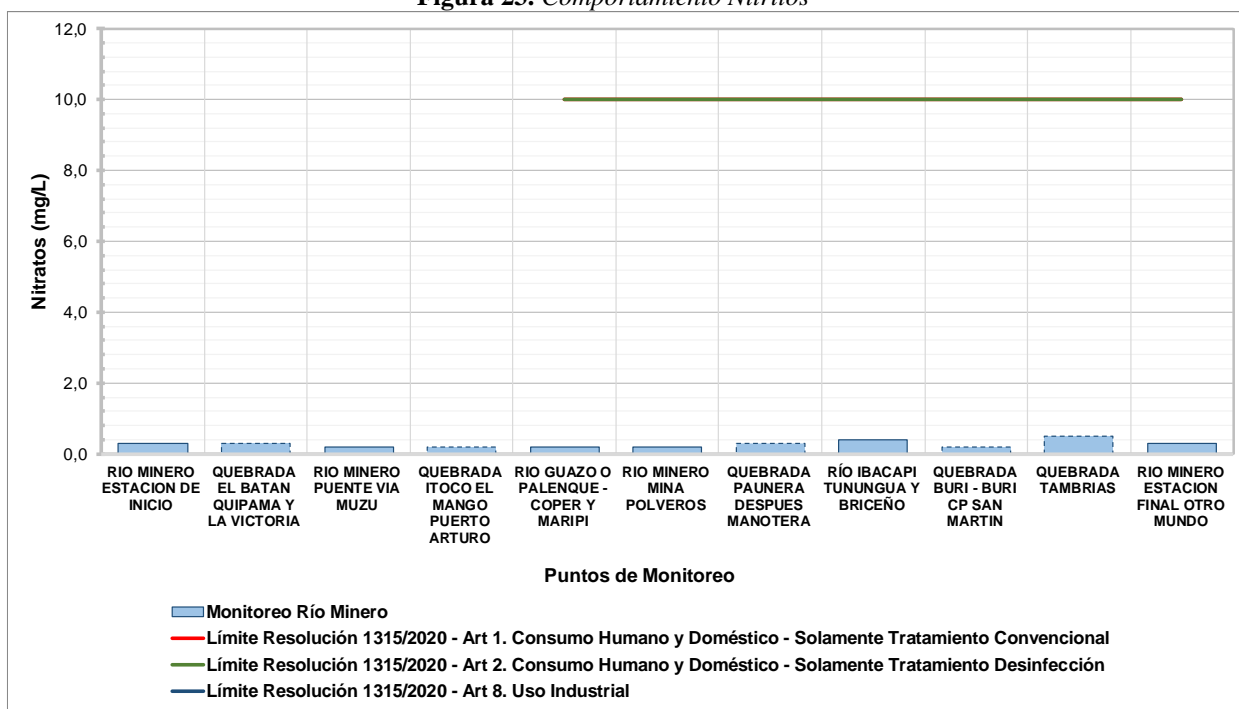 Figura 25. Comportamiento Nitritos
12,0
10,0
8,0
6,0
4,0
2,0
0,0
Nitratos (mg/L)
RIO MINERO
ESTACION DE
INICIO
QUEBRADA
EL BATAN
QUIPAMA Y
LA VICTORIA
RIO MINERO
PUENTE VIA
MUZU
QUEBRADA
ITOCO EL
MANGO
PUERTO
ARTURO
RIO GUAZO O
PALENQUE -
COPER Y
MARIPI
RIO MINERO
MINA
POLVEROS
QUEBRADA
PAUNERA
DESPUES
MANOTERA
RÍO IBACAPI
TUNUNGUA Y
BRICEÑO
QUEBRADA
BURI - BURI
CP SAN
MARTIN
QUEBRADA
TAMBRIAS
RIO MINERO
ESTACION
FINAL OTRO
MUNDO
Puntos de Monitoreo
Monitoreo Río Minero
Límite Resolución 1315/2020 - Art 1. Consumo Humano y Doméstico - Solamente Tratamiento Convencional
Límite Resolución 1315/2020 - Art 2. Consumo Humano y Doméstico - Solamente Tratamiento Desinfección
Límite Resolución 1315/2020 - Art 8. Uso Industrial